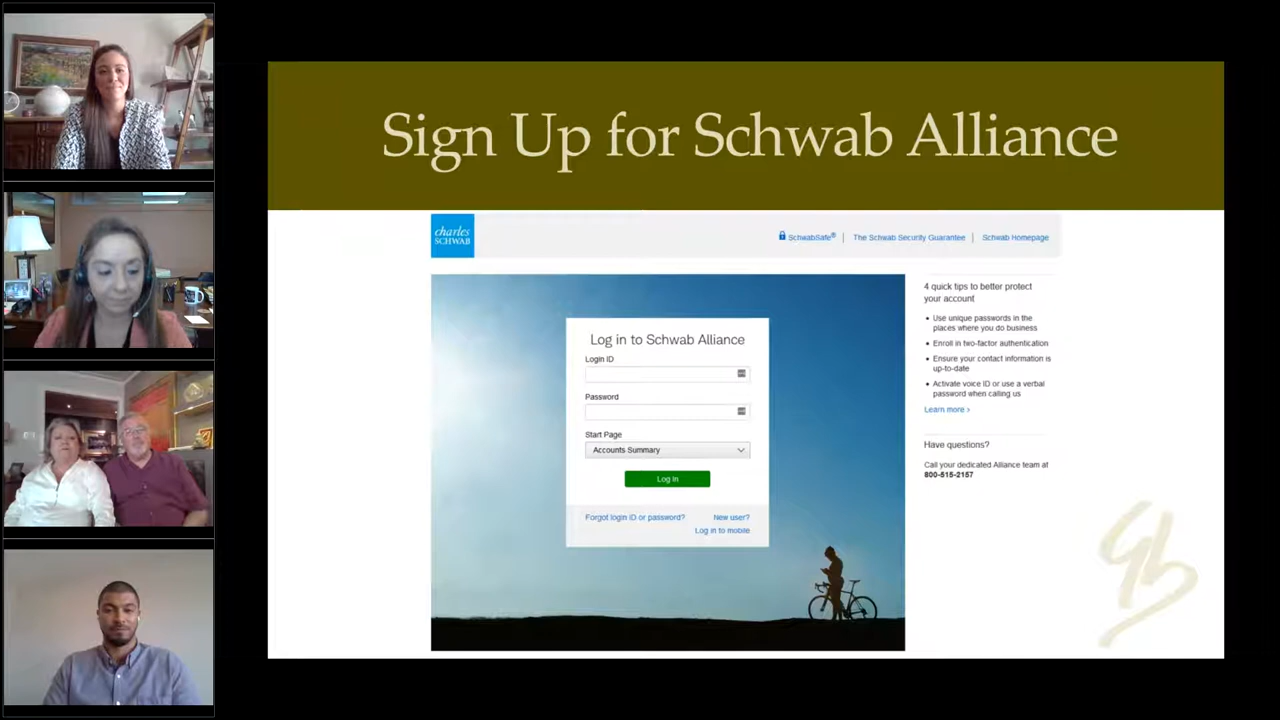 Sign Up for Schwab Alliance
charles
SCHWAB
SchwabSafe® | The Schwab Security Guarantee | Schwab Homepage
Log in to Schwab Alliance
Login ID
Password
Start Page
Accounts Summary
Log In
Forgot login ID or password? New user?
Log in to mobile
4 quick tips to better protect
your account
• Use unique passwords in the
places where you do business
• Enroll in two-factor authentication
• Ensure your contact information is
up-to-date
• Activate voice ID or use a verbal
password when calling us
Learn more ›
Have questions?
Call your dedicated Alliance team at
800-515-2157